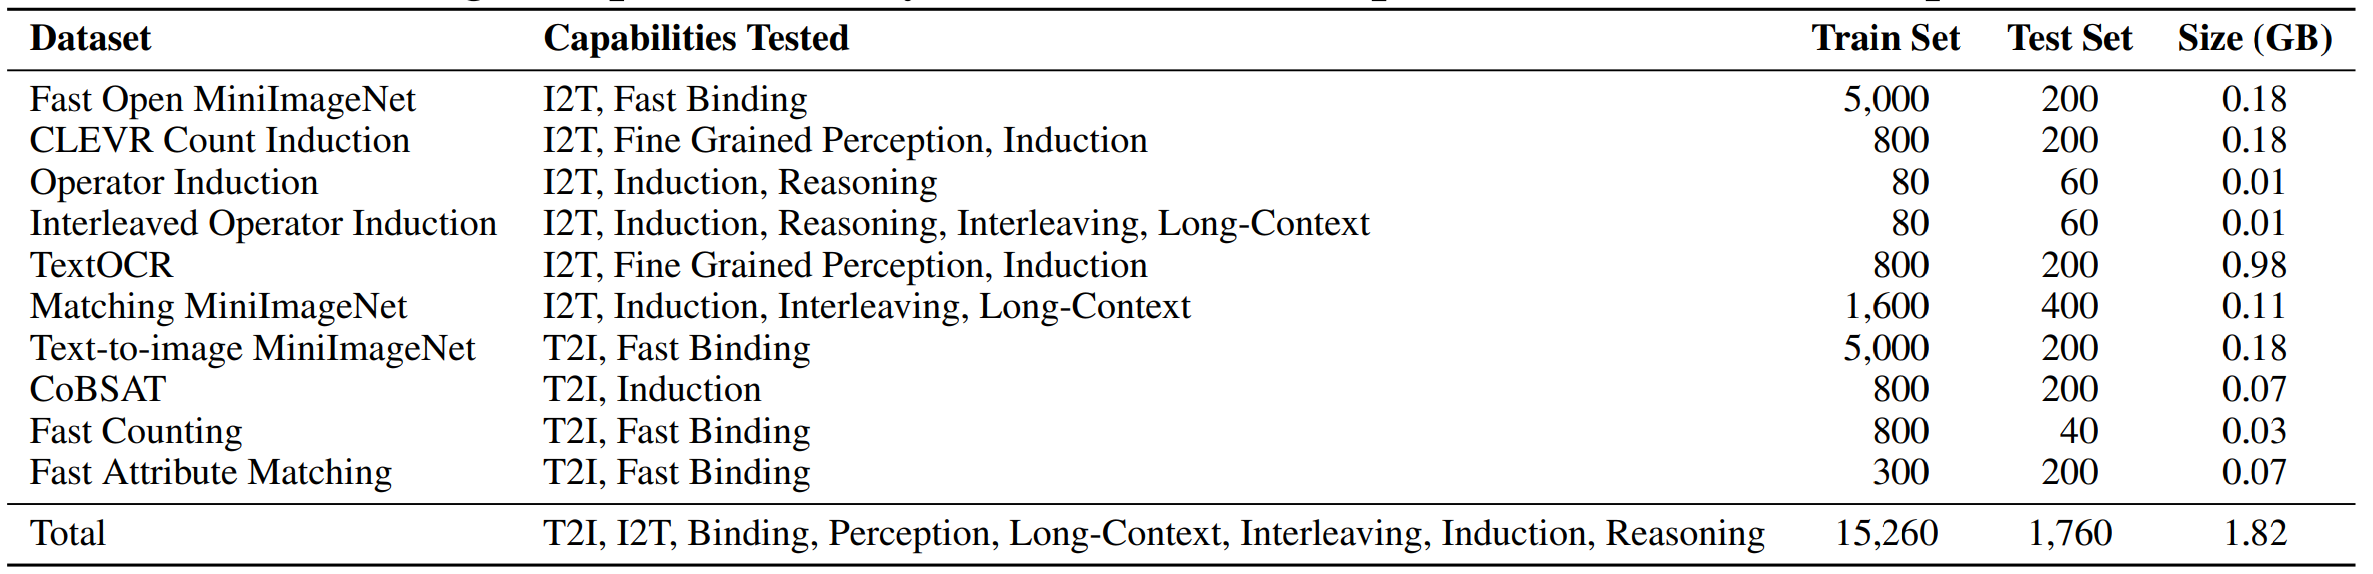 Dataset Capabilities Tested Train Set Test Set Size (GB)
Fast Open MiniImageNet I2T, Fast Binding 5,000 200 0.18
CLEVR Count Induction I2T, Fine Grained Perception, Induction 800 200 0.18
Operator Induction I2T, Induction, Reasoning 80 60 0.01
Interleaved Operator Induction I2T, Induction, Reasoning, Interleaving, Long-Context 80 60 0.01
TextOCR I2T, Fine Grained Perception, Induction 800 200 0.98
Matching MiniImageNet I2T, Induction, Interleaving, Long-Context 1,600 400 0.11
Text-to-image MiniImageNet T2I, Fast Binding 5,000 200 0.18
CoBSAT T2I, Induction 800 200 0.07
Fast Counting T2I, Fast Binding 800 40 0.03
Fast Attribute Matching T2I, Fast Binding 300 200 0.07
Total T2I, I2T, Binding, Perception, Long-Context, Interleaving, Induction, Reasoning 15,260 1,760 1.82